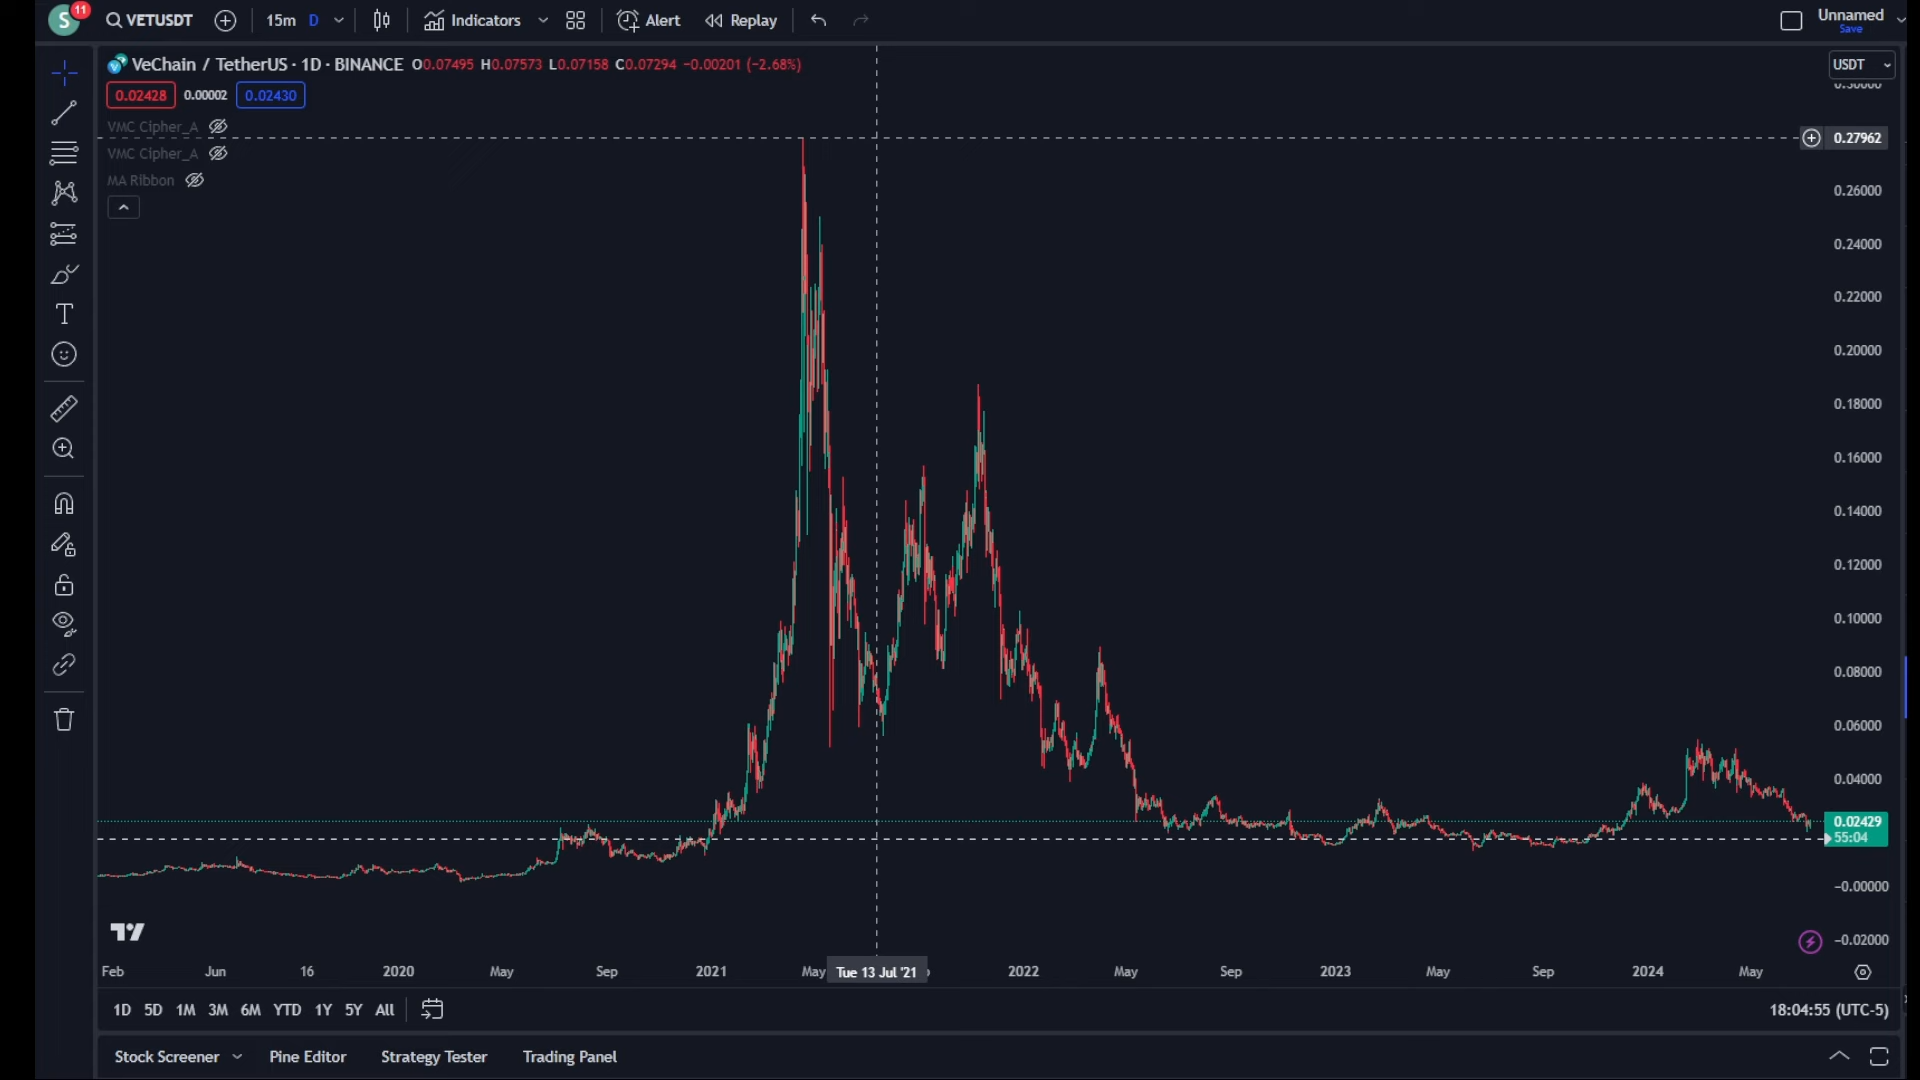 S 11 VETUSDT 15m D Indicators Alert Replay Unnamed
Save
VeChain / TetherUS · 1D · BINANCE O0.07495 H0.07573 L0.07158 C0.07294 −0.00201 (−2.68%)
USDT
0.02428 0.00002 0.02430
VMC Cipher_A
VMC Cipher_A
MA Ribbon
0.30000
0.27962
0.26000
0.24000
0.22000
0.20000
0.18000
0.16000
0.14000
0.12000
0.10000
0.08000
0.06000
0.04000
0.02429
55:04
−0.00000
−0.02000
Feb Jun 16 2020 May Sep 2021 May Tue 13 Jul '21 2022 May Sep 2023 May Sep 2024 May
1D 5D 1M 3M 6M YTD 1Y 5Y All 18:04:55 (UTC-5)
Stock Screener Pine Editor Strategy Tester Trading Panel